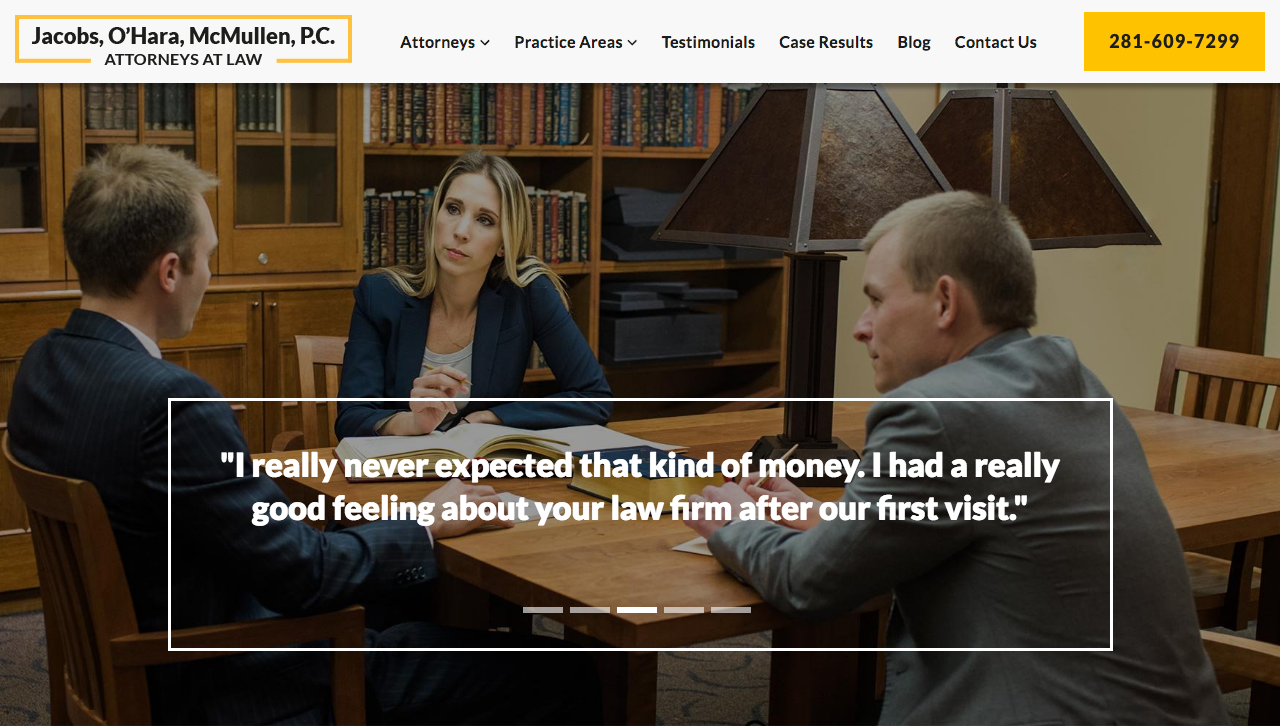 Jacobs, O'Hara, McMullen, P.C.
ATTORNEYS AT LAW
Attorneys
Practice Areas
Testimonials
Case Results
Blog
Contact Us
281-609-7299
"I really never expected that kind of money. I had a really
good feeling about your law firm after our first visit."